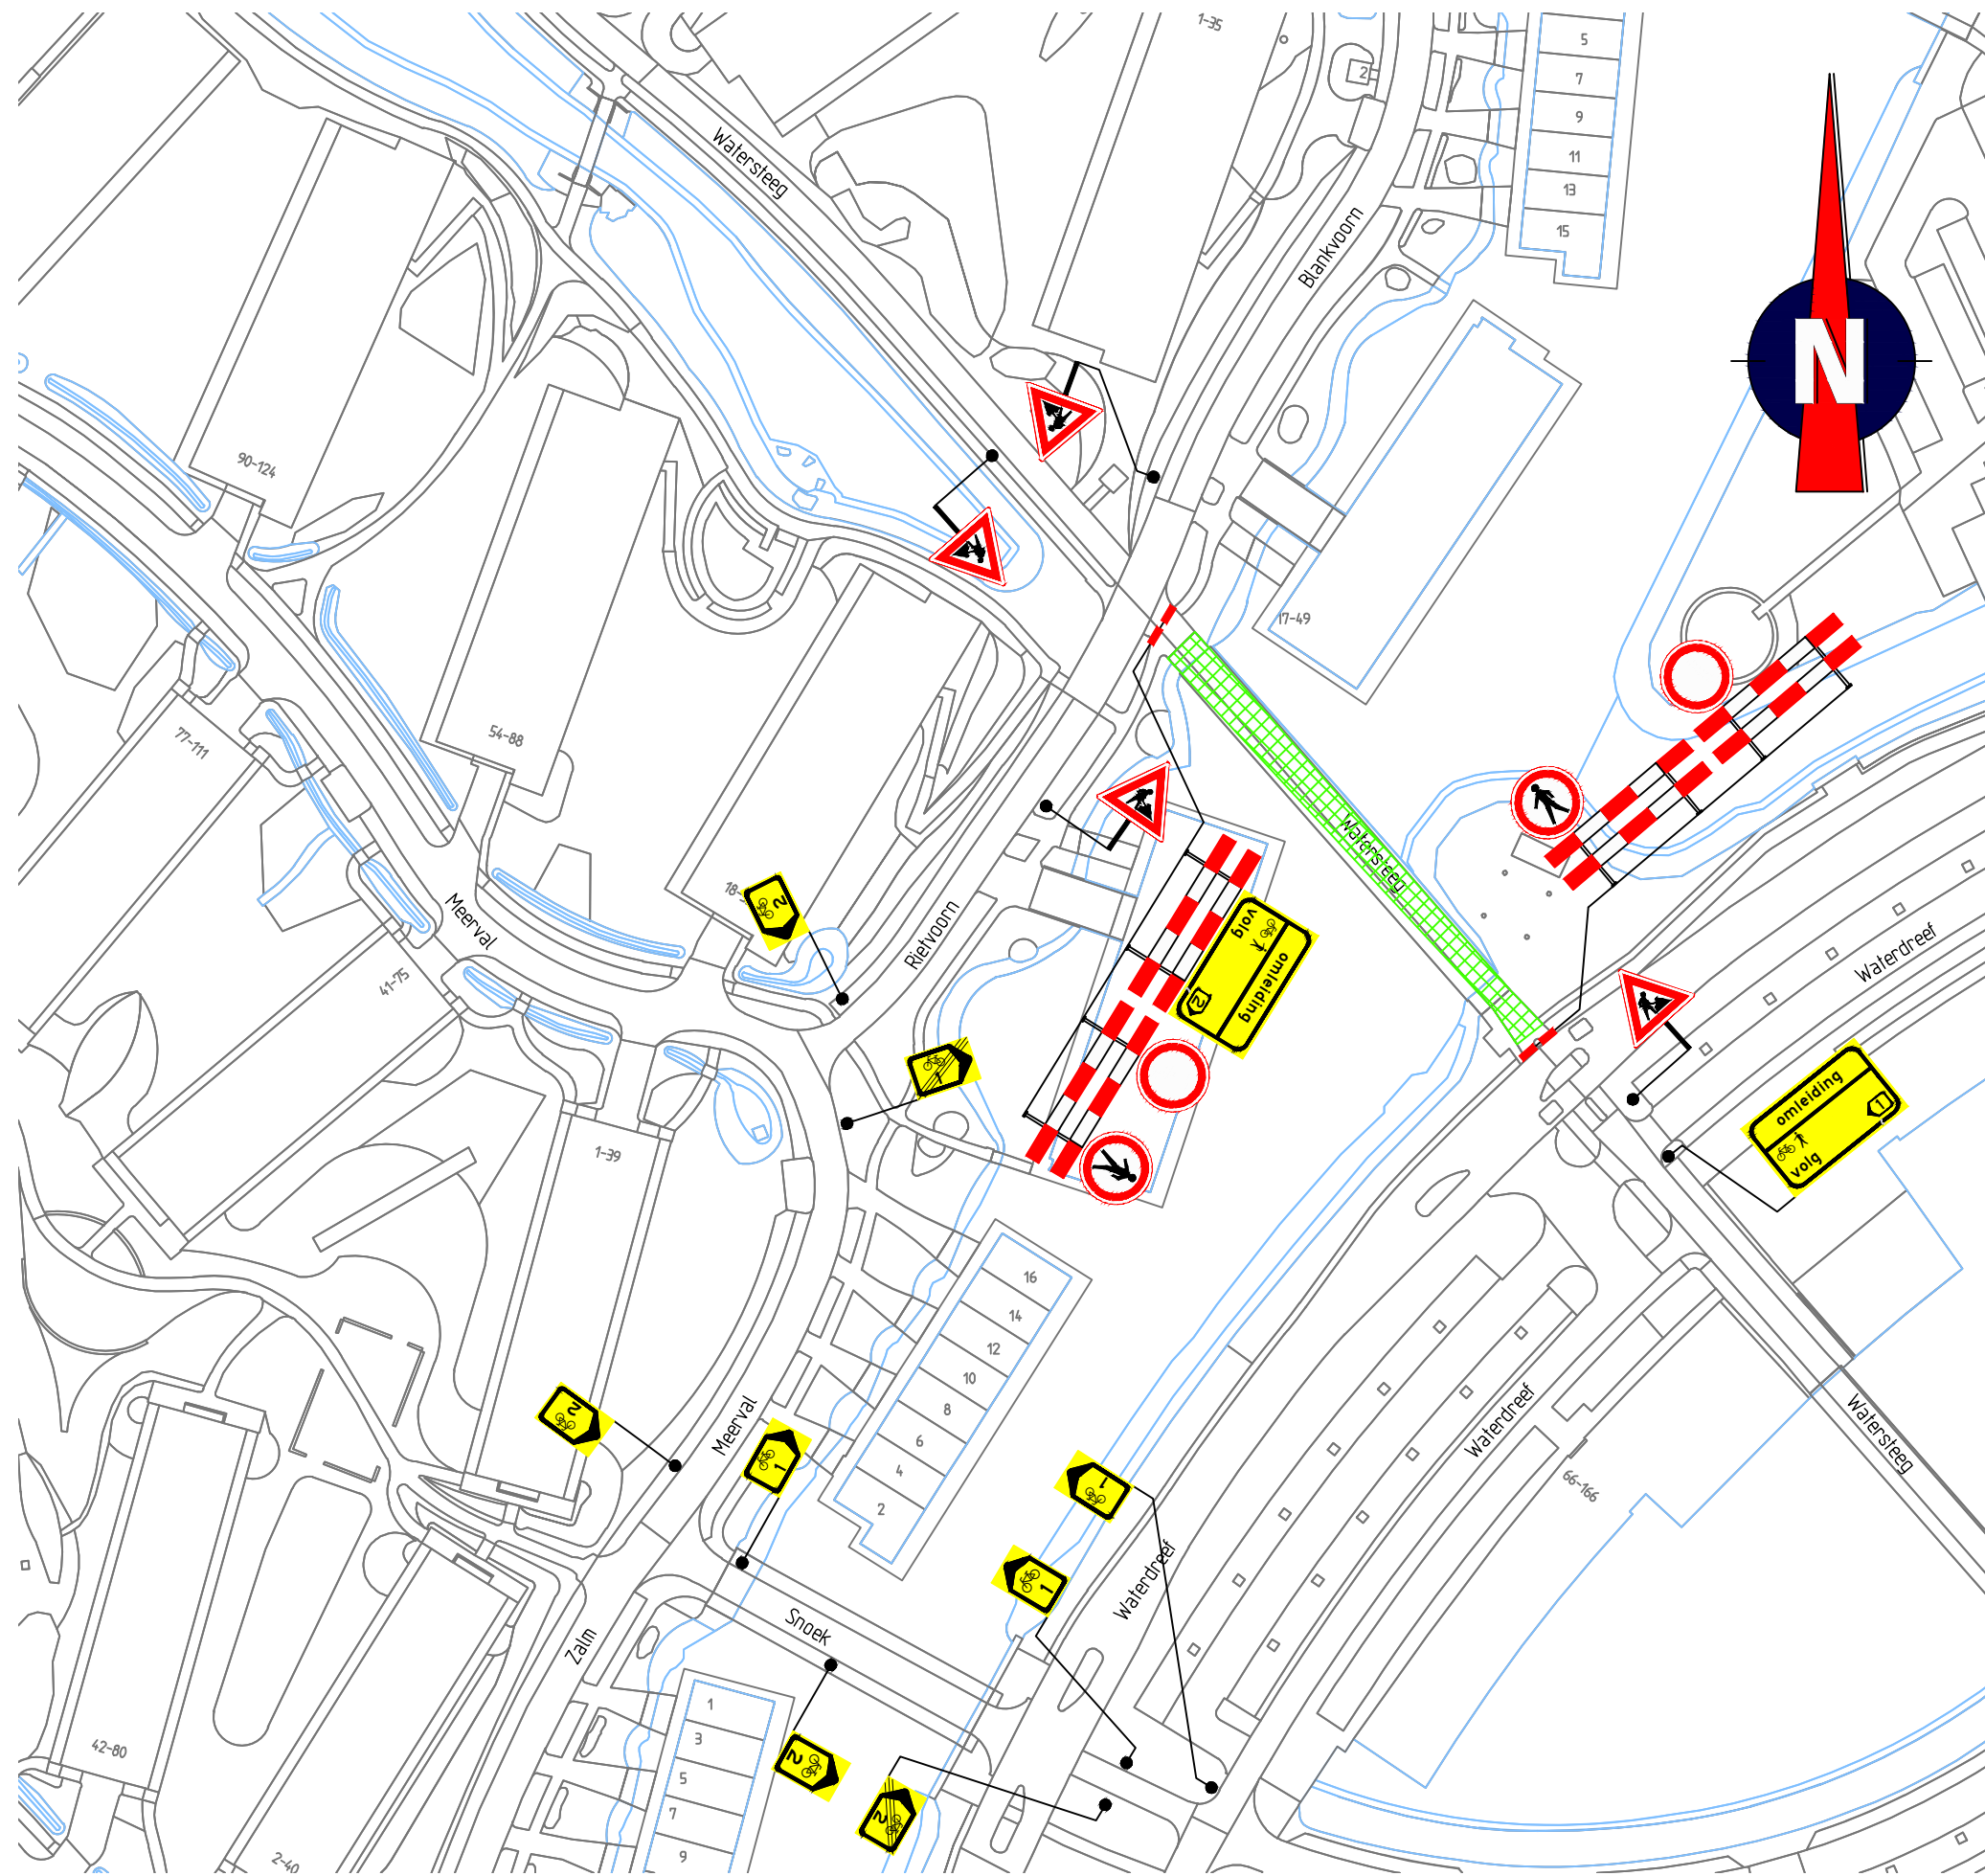 1-35
5
2
7
Watersteeg
9
11
13
15
Blankvoorn
N
90-124
17-49
77-111
54-88
Watersteeg
2
18-
Meerval
Rietvoorn
volg
omleiding
2
Waterdreef
41-75
1
omleiding
1
volg
1-39
16
14
12
10
8
6
4
2
2
Meerval
1
Waterdreef
Watersteeg
66-166
1
1
Waterdreef
Snoek
Zalm
1
3
5
7
9
2
2
42-80
2-40